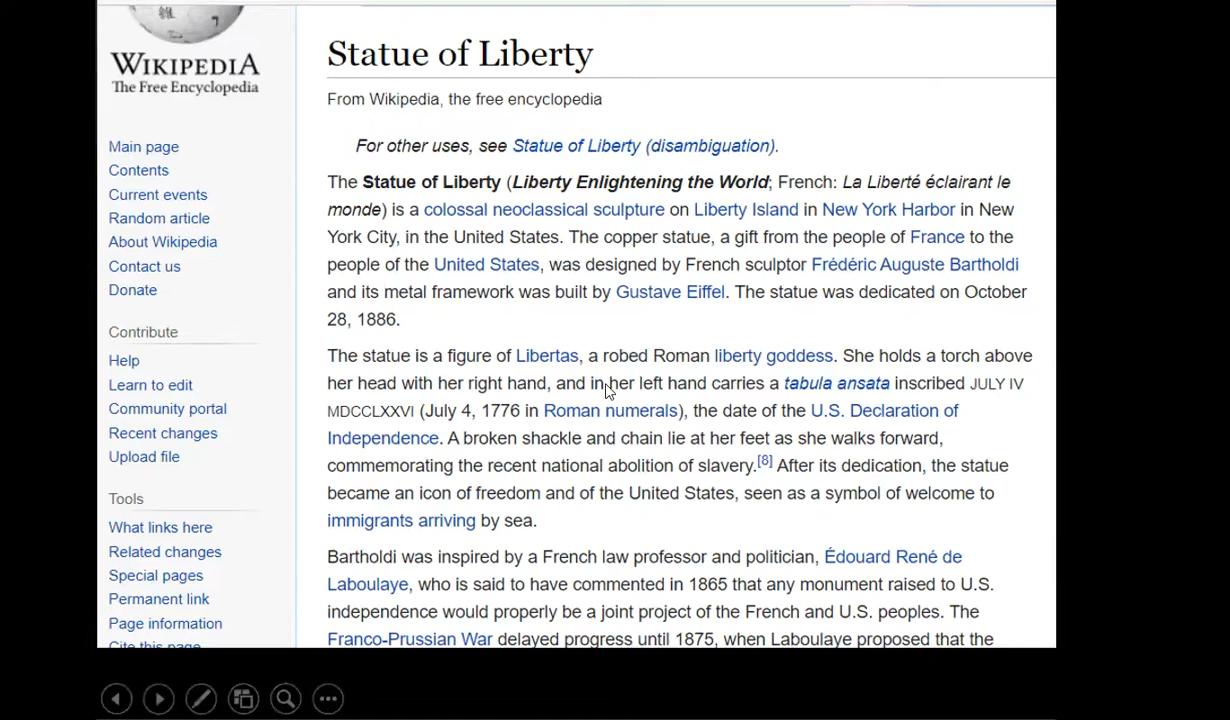 WIKIPEDIA
The Free Encyclopedia
Main page
Contents
Current events
Random article
About Wikipedia
Contact us
Donate
Contribute
Help
Learn to edit
Community portal
Recent changes
Upload file
Tools
What links here
Related changes
Special pages
Permanent link
Page information
Cite this page
Statue of Liberty
From Wikipedia, the free encyclopedia
For other uses, see Statue of Liberty (disambiguation).
The Statue of Liberty (Liberty Enlightening the World; French: La Liberté éclairant le
monde) is a colossal neoclassical sculpture on Liberty Island in New York Harbor in New
York City, in the United States. The copper statue, a gift from the people of France to the
people of the United States, was designed by French sculptor Frédéric Auguste Bartholdi
and its metal framework was built by Gustave Eiffel. The statue was dedicated on October
28, 1886.
The statue is a figure of Libertas, a robed Roman liberty goddess. She holds a torch above
her head with her right hand, and in her left hand carries a tabula ansata inscribed JULY IV
MDCCLXXVI (July 4, 1776 in Roman numerals), the date of the U.S. Declaration of
Independence. A broken shackle and chain lie at her feet as she walks forward,
commemorating the recent national abolition of slavery.[8] After its dedication, the statue
became an icon of freedom and of the United States, seen as a symbol of welcome to
immigrants arriving by sea.
Bartholdi was inspired by a French law professor and politician, Édouard René de
Laboulaye, who is said to have commented in 1865 that any monument raised to U.S.
independence would properly be a joint project of the French and U.S. peoples. The
Franco-Prussian War delayed progress until 1875, when Laboulaye proposed that the